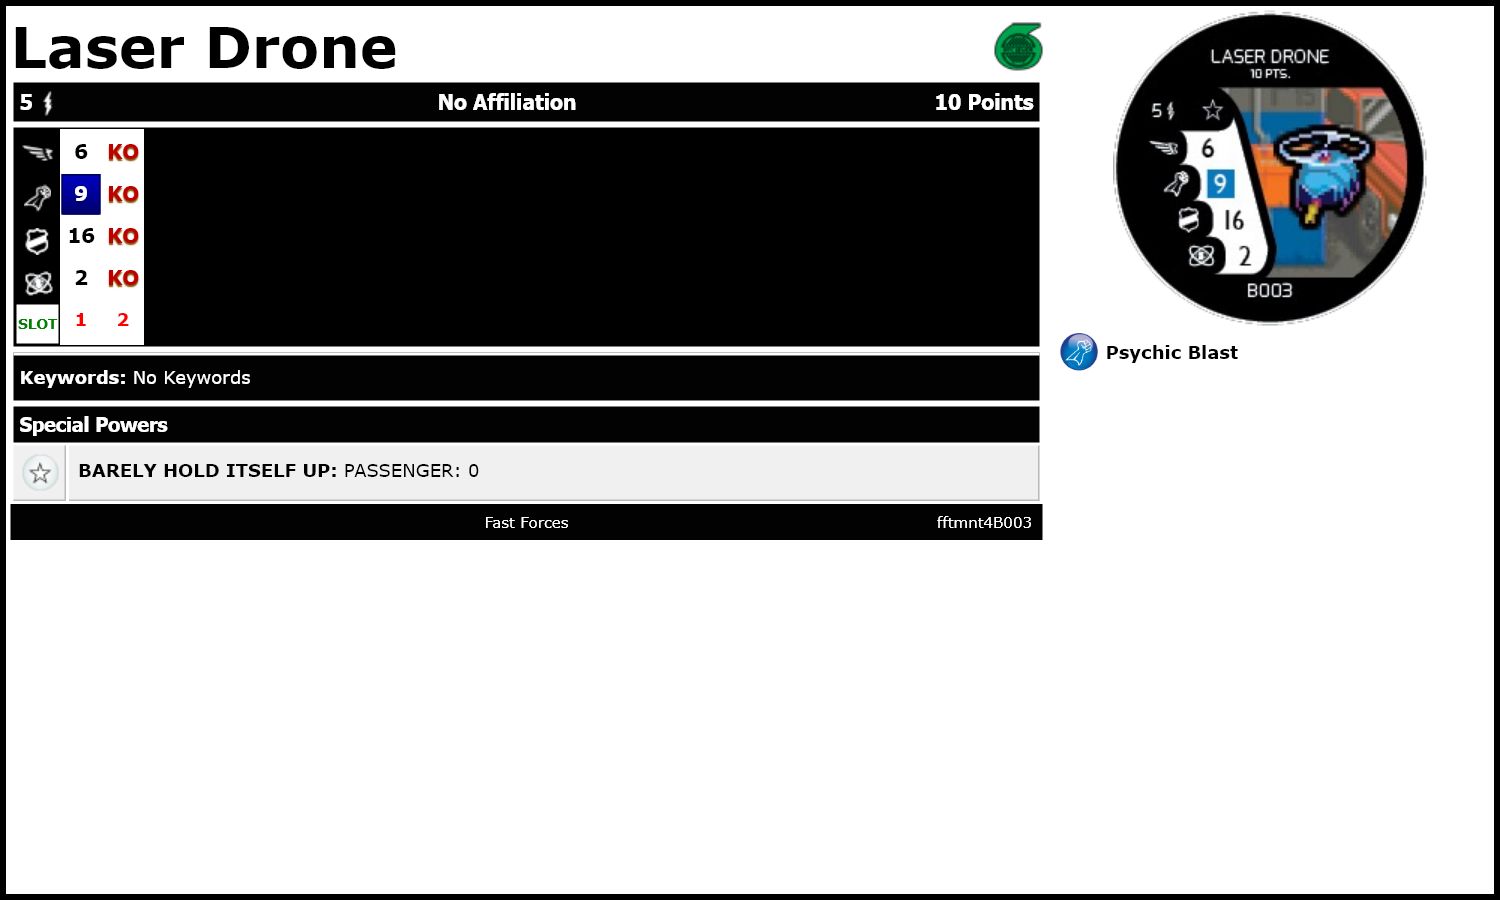 Laser Drone
5 No Affiliation 10 Points
6 KO
9 KO
16 KO
2 KO
SLOT 1 2
Keywords: No Keywords
Special Powers
BARELY HOLD ITSELF UP: PASSENGER: 0
Fast Forces fftmnt4B003
LASER DRONE
10 PTS.
5
6
9
16
2
B003
Psychic Blast